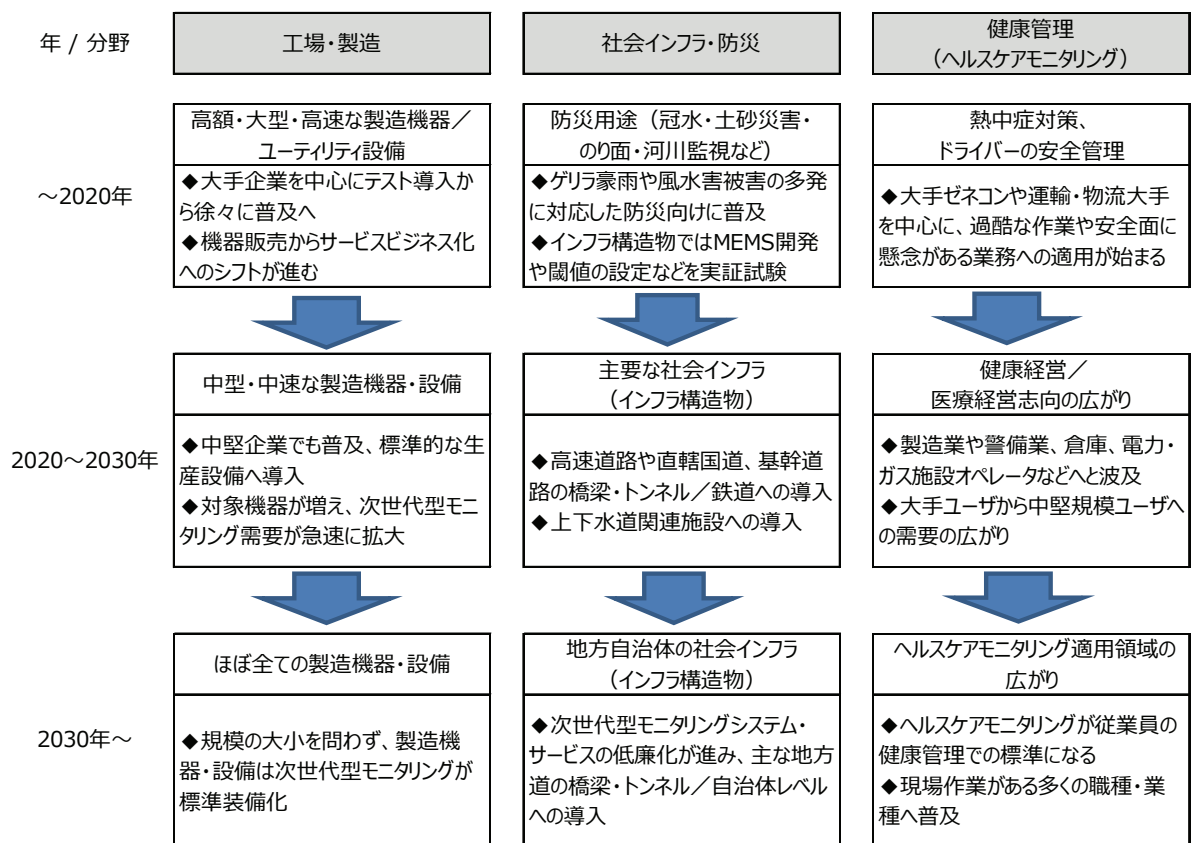 年 / 分野
工場・製造
社会インフラ・防災
健康管理
（ヘルスケアモニタリング）
～2020年
高額・大型・高速な製造機器／
ユーティリティ設備
◆大手企業を中心にテスト導入か
ら徐々に普及へ
◆機器販売からサービスビジネス化
へのシフトが進む
防災用途（冠水・土砂災害・
のり面・河川監視など）
◆ゲリラ豪雨や風水害被害の多発
に対応した防災向けに普及
◆インフラ構造物ではMEMS開発
や閾値の設定などを実証試験
熱中症対策、
ドライバーの安全管理
◆大手ゼネコンや運輸・物流大手
を中心に、過酷な作業や安全面に
懸念がある業務への適用が始まる
2020～2030年
中型・中速な製造機器・設備
◆中堅企業でも普及、標準的な生
産設備へ導入
◆対象機器が増え、次世代型モニ
タリング需要が急速に拡大
主要な社会インフラ
（インフラ構造物）
◆高速道路や直轄国道、基幹道
路の橋梁・トンネル／鉄道への導入
◆上下水道関連施設への導入
健康経営／
医療経営志向の広がり
◆製造業や警備業、倉庫、電力・
ガス施設オペレータなどへと波及
◆大手ユーザから中堅規模ユーザへ
の需要の広がり
2030年～
ほぼ全ての製造機器・設備
◆規模の大小を問わず、製造機
器・設備は次世代型モニタリングが
標準装備化
地方自治体の社会インフラ
（インフラ構造物）
◆次世代型モニタリングシステム・
サービスの低廉化が進み、主な地方
道の橋梁・トンネル／自治体レベル
への導入
ヘルスケアモニタリング適用領域の
広がり
◆ヘルスケアモニタリングが従業員の
健康管理での標準になる
◆現場作業がある多くの職種・業
種へ普及